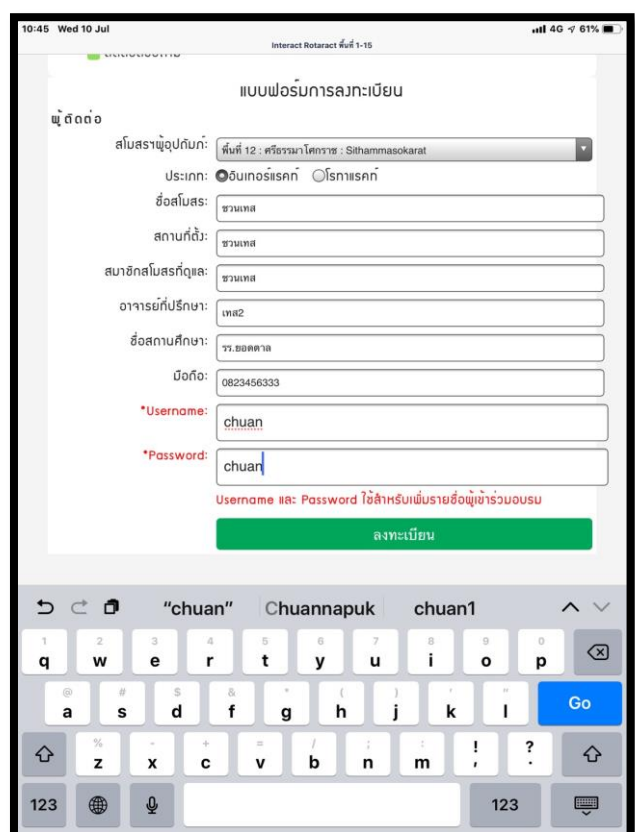 10:45 Wed 10 Jul
4G 61%
Interact Rotaract พื้นที่ 1-15
แบบฟอร์มการลงทะเบียน
ผู้ติดต่อ
สโมสรผู้อุปถัมภ์: พื้นที่ 12 : ศรีธรรมาโศกราช : Sithammasokarat
ประเภท: อินเทอร์แรคท์ โรทาแรคท์
ชื่อสโมสร: ชวนเทส
สถานที่ตั้ง: ชวนเทส
สมาชิกสโมสรที่ดูแล: ชวนเทส
อาจารย์ที่ปรึกษา: เทส2
ชื่อสถานศึกษา: รร.ยอดตาล
มือถือ: 0823456333
*Username: chuan
*Password: chuan
Username และ Password ใช้สำหรับเพิ่มรายชื่อผู้เข้าร่วมอบรม
ลงทะเบียน
"chuan" Chuannapuk chuan1
1 2 3 4 5 6 7 8 9 0
q w e r t y u i o p
@ # $ & * ( ) ' "
a s d f g h j k l Go
% - + = / ; : ! ?
z x c v b n m , .
123 123